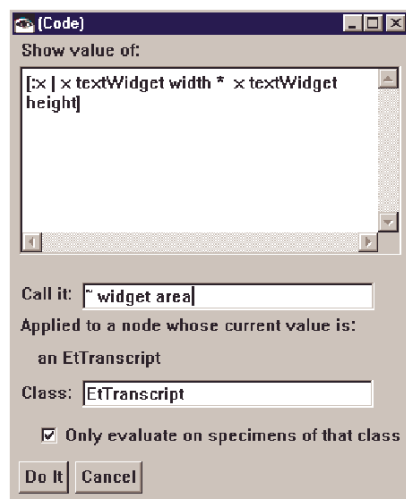 (Code)
Show value of:
[:x | x textWidget width *  x textWidget
height]
Call it: ~ widget area
Applied to a node whose current value is:
an EtTranscript
Class: EtTranscript
Only evaluate on specimens of that class
Do It Cancel